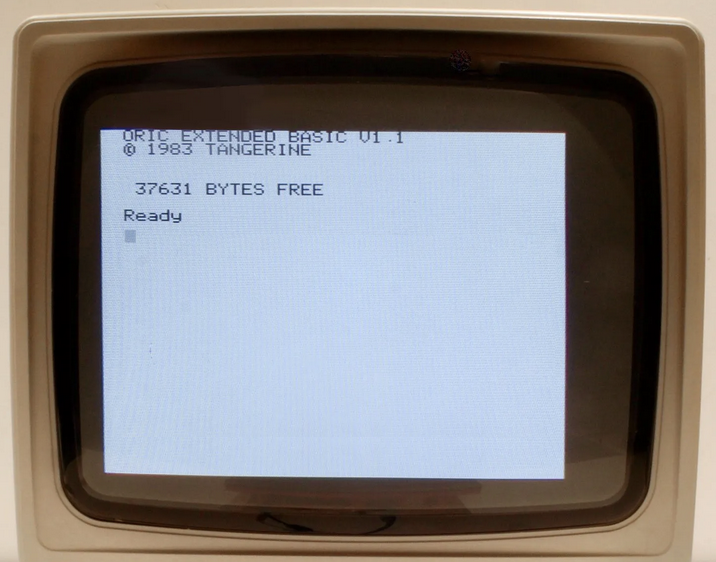 ORIC EXTENDED BASIC V1.1
© 1983 TANGERINE
37631 BYTES FREE
Ready